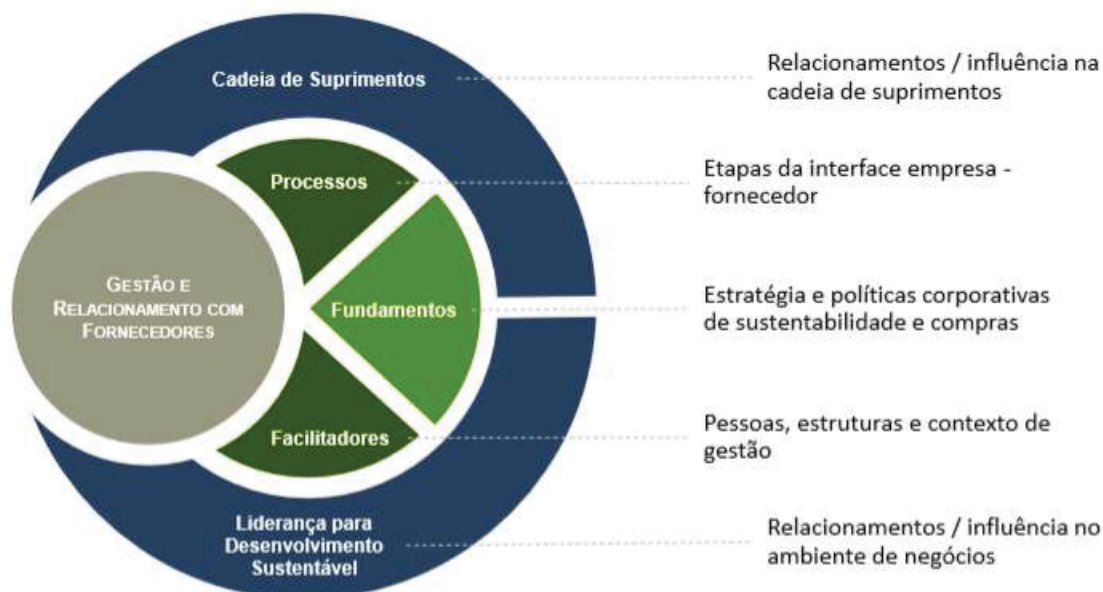 Cadeia de Suprimentos
Relacionamentos / influência na
cadeia de suprimentos
Processos
Etapas da interface empresa -
fornecedor
GESTÃO E
RELACIONAMENTO COM
FORNECEDORES
Fundamentos
Estratégia e políticas corporativas
de sustentabilidade e compras
Facilitadores
Pessoas, estruturas e contexto de
gestão
Liderança para
Desenvolvimento
Sustentável
Relacionamentos / influência no
ambiente de negócios